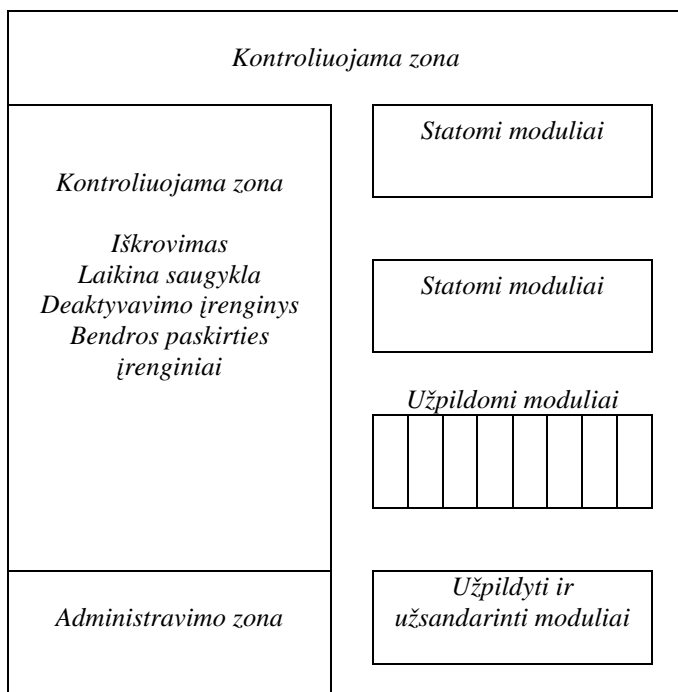 Kontroliuojama zona
Kontroliuojama zona
Iškrovimas
Laikina saugykla
Deaktyvavimo įrenginys
Bendros paskirties
įrenginiai
Administravimo zona
Statomi moduliai
Statomi moduliai
Užpildomi moduliai
Užpildyti ir
užsandarinti moduliai